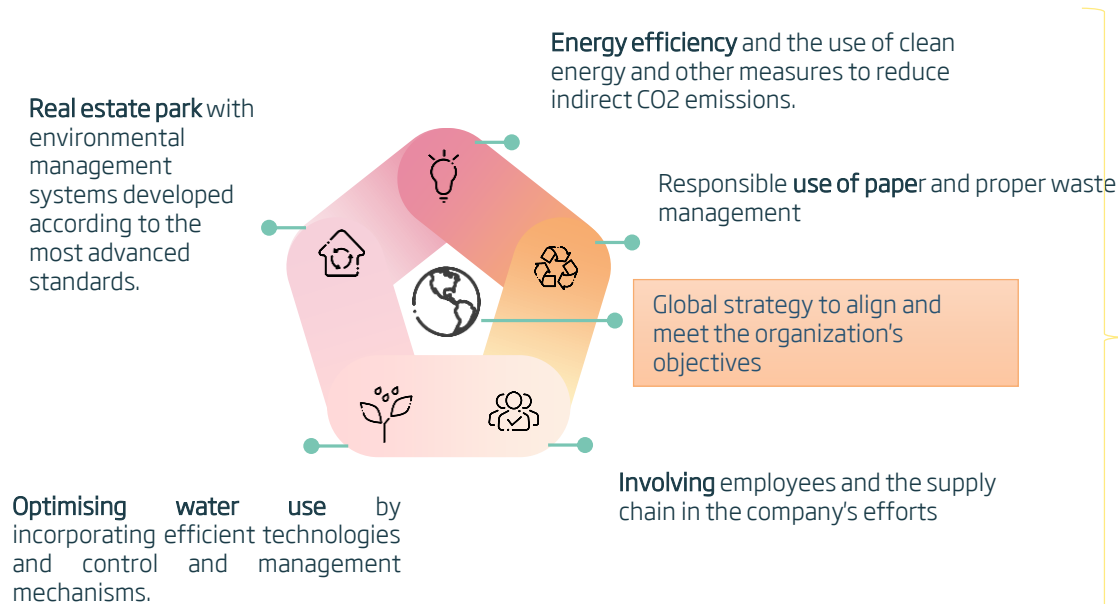 Energy efficiency and the use of clean
energy and other measures to reduce
indirect CO2 emissions.
Real estate park with
environmental
management
systems developed
according to the
most advanced
standards.
Responsible use of paper and proper waste
management
Global strategy to align and
meet the organization's
objectives
Involving employees and the supply
chain in the company's efforts
Optimising water use by
incorporating efficient technologies
and control and management
mechanisms.